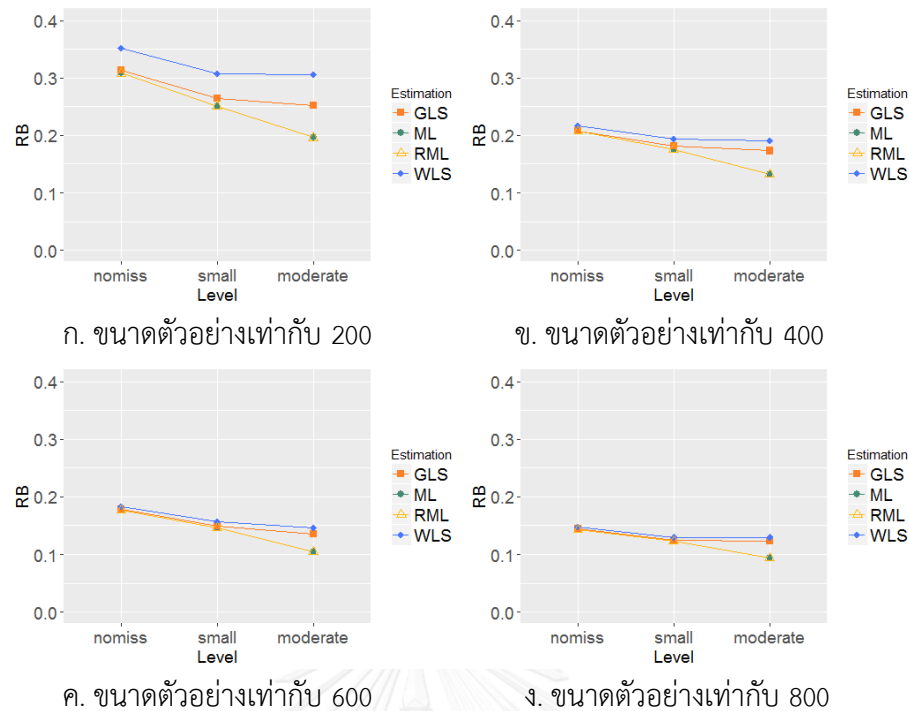 0.4
0.3
0.2
0.1
0.0
RB
nomiss small moderate
Level
Estimation
GLS
ML
RML
WLS
ก. ขนาดตัวอย่างเท่ากับ 200
0.4
0.3
0.2
0.1
0.0
RB
nomiss small moderate
Level
Estimation
GLS
ML
RML
WLS
ข. ขนาดตัวอย่างเท่ากับ 400
0.4
0.3
0.2
0.1
0.0
RB
nomiss small moderate
Level
Estimation
GLS
ML
RML
WLS
ค. ขนาดตัวอย่างเท่ากับ 600
0.4
0.3
0.2
0.1
0.0
RB
nomiss small moderate
Level
Estimation
GLS
ML
RML
WLS
ง. ขนาดตัวอย่างเท่ากับ 800